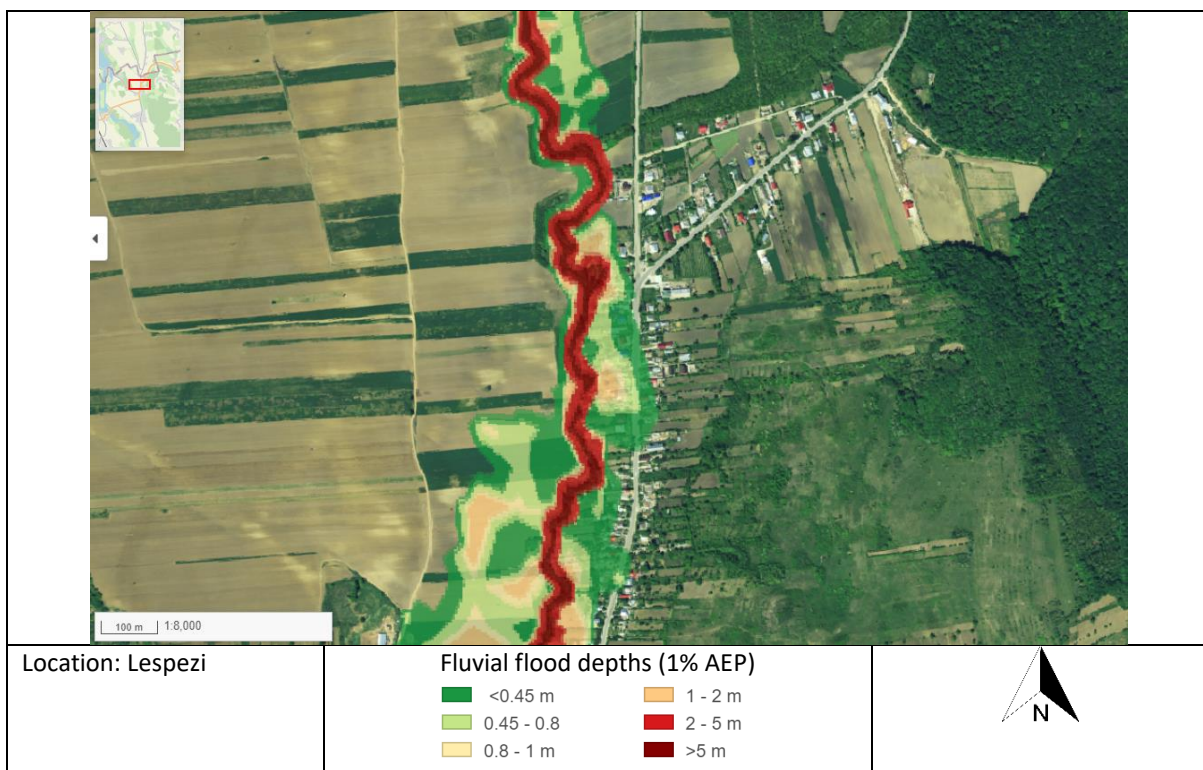 100 m 1:8,000
Location: Lespezi
Fluvial flood depths (1% AEP)
<0.45 m
0.45 - 0.8
0.8 - 1 m
1 - 2 m
2 - 5 m
>5 m
N